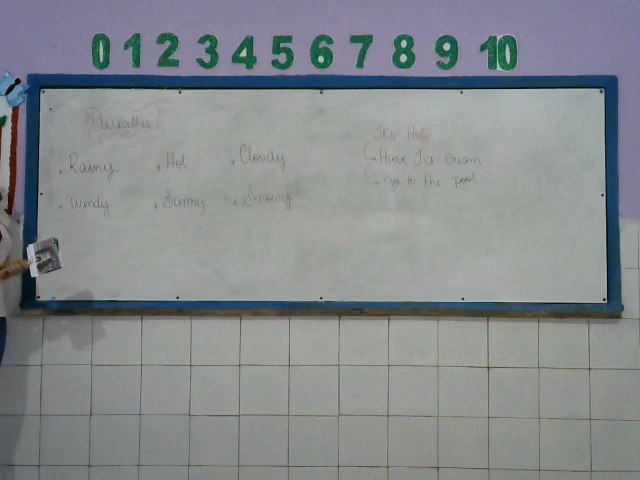 0 1 2 3 4 5 6 7 8 9 10
Weather
Rainy Hot Cloudy
Windy Sunny Snowy
It's Hot
Have Ice cream
go to the pool